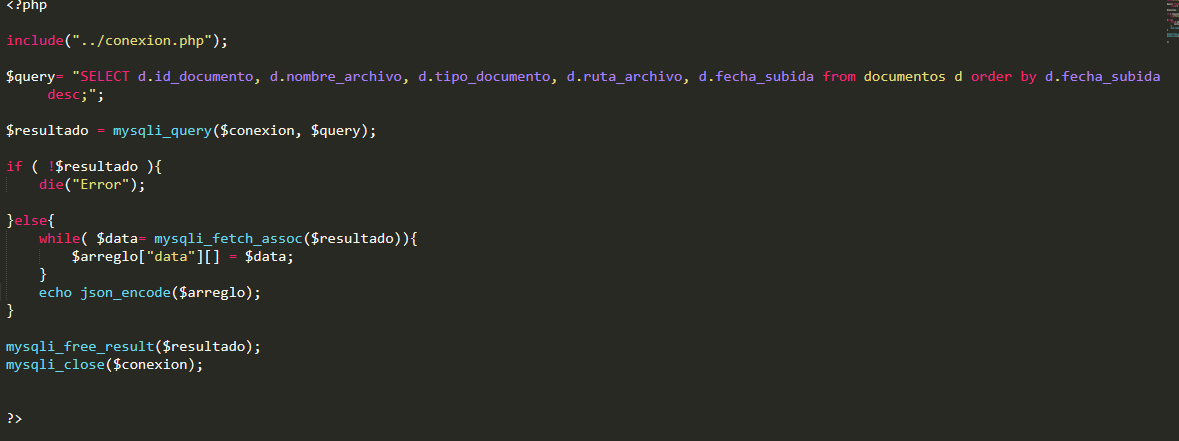 <?php
include("../conexion.php");
$query= "SELECT d.id_documento, d.nombre_archivo, d.tipo_documento, d.ruta_archivo, d.fecha_subida from documentos d order by d.fecha_subida
desc;";
$resultado = mysqli_query($conexion, $query);
if ( !$resultado ){
die("Error");
}else{
while( $data= mysqli_fetch_assoc($resultado)){
$arreglo["data"][] = $data;
}
echo json_encode($arreglo);
}
mysqli_free_result($resultado);
mysqli_close($conexion);
?>